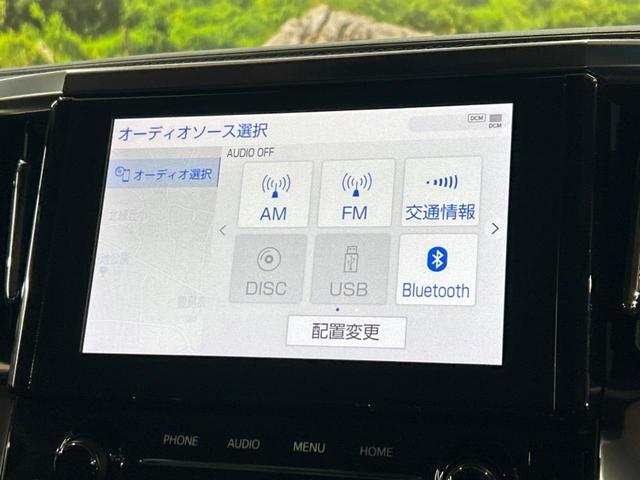 オーディオソース選択
DCM
DCM
オーディオ選択
AUDIO OFF
AM
FM
交通情報
DISC
USB
Bluetooth
配置変更
PHONE
AUDIO
MENU
HOME